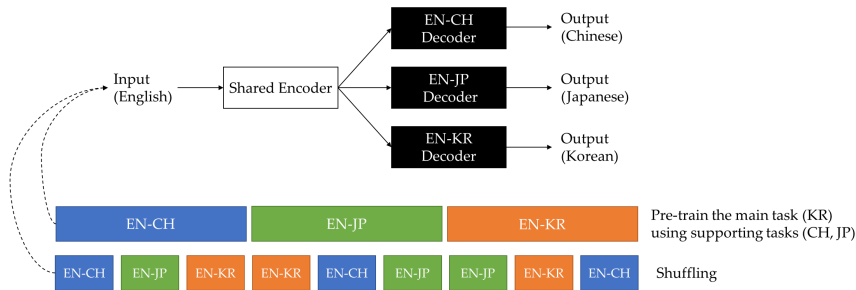 EN-CH
Decoder
Output
(Chinese)
Input
(English)
Shared Encoder
EN-JP
Decoder
Output
(Japanese)
EN-KR
Decoder
Output
(Korean)
EN-CH
EN-JP
EN-KR
Pre-train the main task (KR)
using supporting tasks (CH, JP)
EN-CH
EN-JP
EN-KR
EN-KR
EN-CH
EN-JP
EN-JP
EN-KR
EN-CH
Shuffling